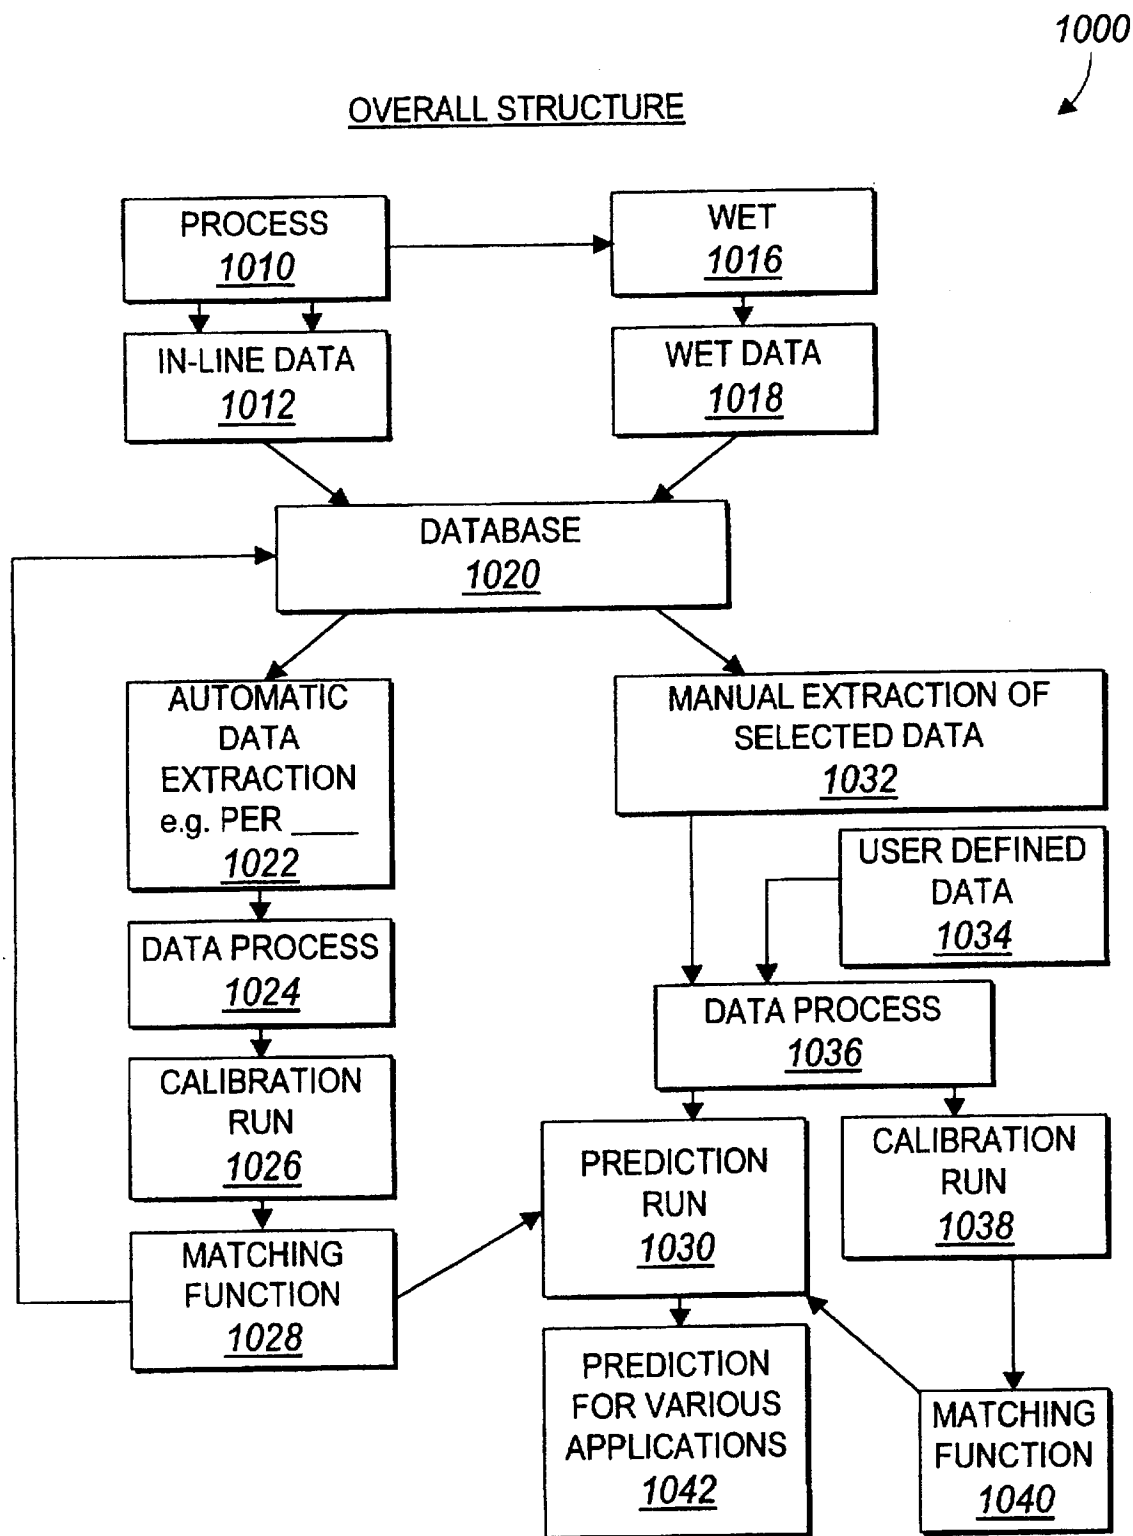 1000
OVERALL STRUCTURE
PROCESS
1010
WET
1016
IN-LINE DATA
1012
WET DATA
1018
DATABASE
1020
AUTOMATIC
DATA
EXTRACTION
e.g. PER ____
1022
MANUAL EXTRACTION OF
SELECTED DATA
1032
USER DEFINED
DATA
1034
DATA PROCESS
1024
DATA PROCESS
1036
CALIBRATION
RUN
1026
PREDICTION
RUN
1030
CALIBRATION
RUN
1038
MATCHING
FUNCTION
1028
PREDICTION
FOR VARIOUS
APPLICATIONS
1042
MATCHING
FUNCTION
1040